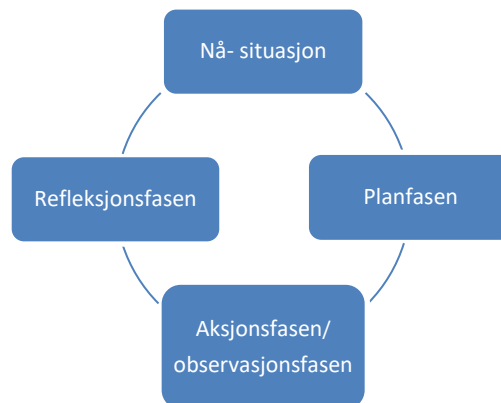 Nå- situasjon
Refleksjonsfasen
Planfasen
Aksjonsfasen/
observasjonsfasen